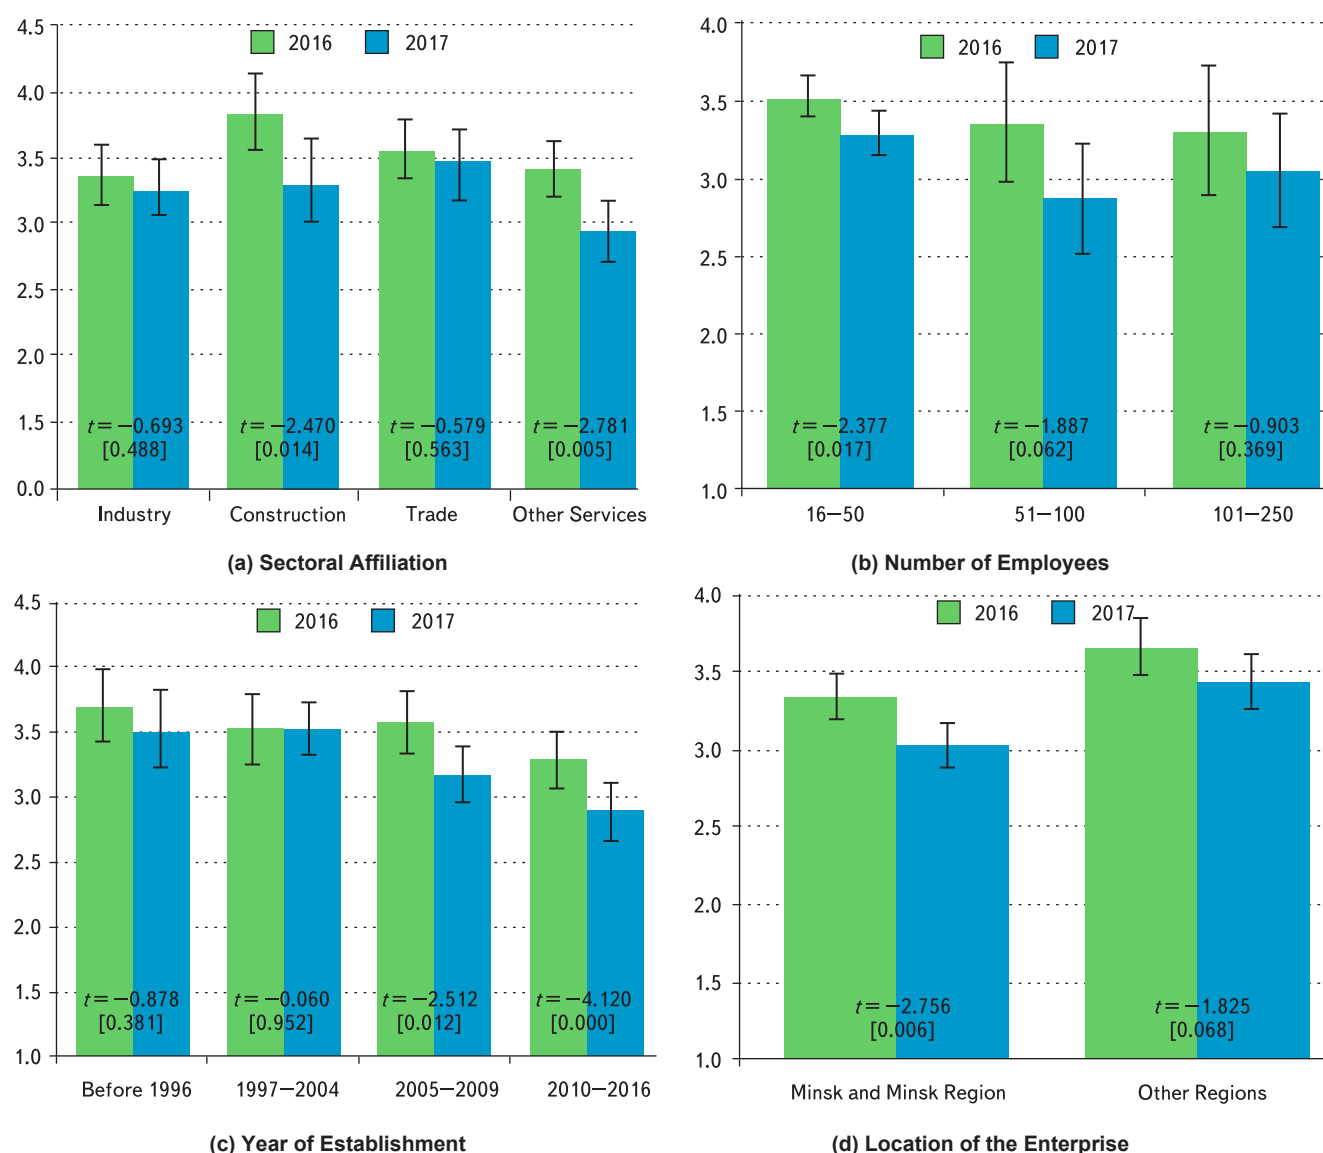 4.5
4.0
3.5
3.0
2.5
2.0
1.5
0.0
2016 2017
t=−0.693 t=−2.470 t=−0.579 t=−2.781
[0.488] [0.014] [0.563] [0.005]
Industry Construction Trade Other Services
(a) Sectoral Affiliation
4.0
3.5
3.0
2.5
2.0
1.5
1.0
2016 2017
t=−2.377 t=−1.887 t=−0.903
[0.017] [0.062] [0.369]
16−50 51−100 101−250
(b) Number of Employees
4.5
4.0
3.5
3.0
2.5
2.0
1.5
1.0
2016 2017
t=−0.878 t=−0.060 t=−2.512 t=−4.120
[0.381] [0.952] [0.012] [0.000]
Before 1996 1997−2004 2005−2009 2010−2016
(c) Year of Establishment
4.0
3.5
3.0
2.5
2.0
1.5
1.0
2016 2017
t=−2.756 t=−1.825
[0.006] [0.068]
Minsk and Minsk Region Other Regions
(d) Location of the Enterprise